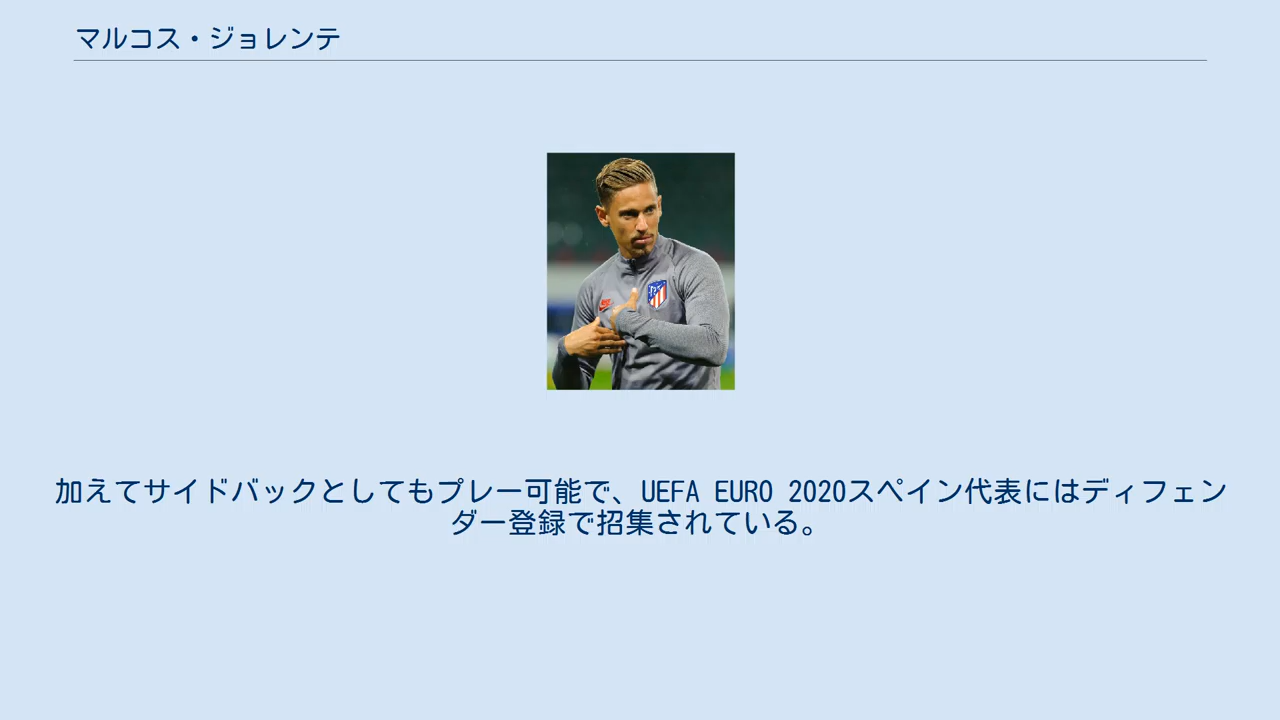 マルコス・ジョレンテ
加えてサイドバックとしてもプレー可能で、UEFA EURO 2020スペイン代表にはディフェン
ダー登録で招集されている。